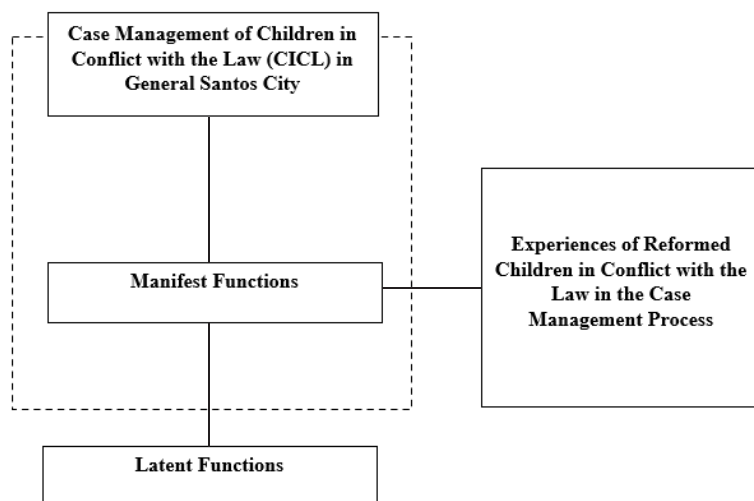 Case Management of Children in
Conflict with the Law (CICL) in
General Santos City
Experiences of Reformed
Children in Conflict with the
Law in the Case
Management Process
Manifest Functions
Latent Functions